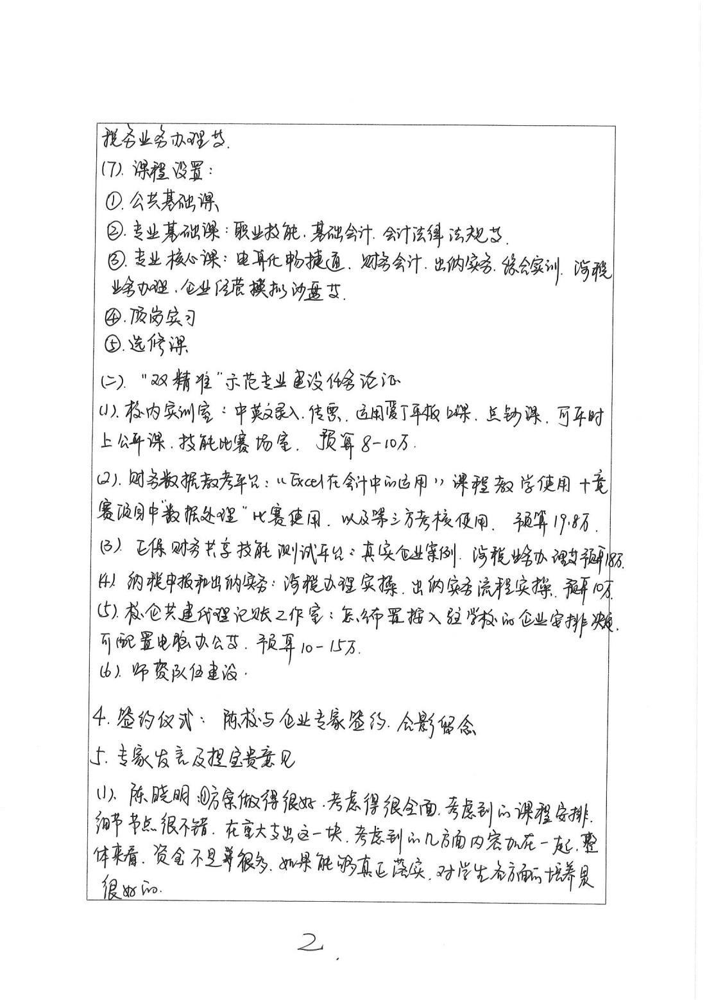 税务业务办理等.
(7). 课程设置:
①. 公共基础课
②. 专业基础课: 职业技能. 基础会计. 会计法律法规等.
③. 专业核心课: 电算化畅捷通. 财务会计. 出纳实务. 综合实训. 涉税
业务办理. 企业经营模拟沙盘等.
④. 顶岗实习
⑤. 选修课
(二). “双精准”示范专业建设任务论证
(1). 校内实训室: 中英文录入. 传票. 运用爱丁平板上课. 点钞课. 可平时
上公开课. 技能比赛场室. 预算8-10万.
(2). 财务数据教考平台: “Excel在会计中的运用” 课程教学使用+竞
赛项目中“数据处理”比赛使用. 以及第三方考核使用. 预算19.8万.
(3). 正保财务共享技能测试平台: 真实企业案例. 涉税业务办理等预算18万.
(4). 纳税申报和出纳实务: 涉税办理实操. 出纳实务流程实操. 预算10万.
(5). 校企共建代理记账工作室: 怎么布置按入驻学校的企业安排决定.
可配置电脑办公等. 预算10-15万.
(6). 师资队伍建设.
4. 签约仪式: 陈校与企业专家签约. 合影留念
5. 专家发言及提宝贵意见
(1). 陈晓明:①方案做得很好. 考虑得很全面. 考虑到的课程安排.
细节节点很不错. 在重大支出这一块. 考虑到的几方面内容加在一起. 整
体来看. 资金不是很多. 如果能够真正落实. 对学生各方面的培养是
很好的.
2